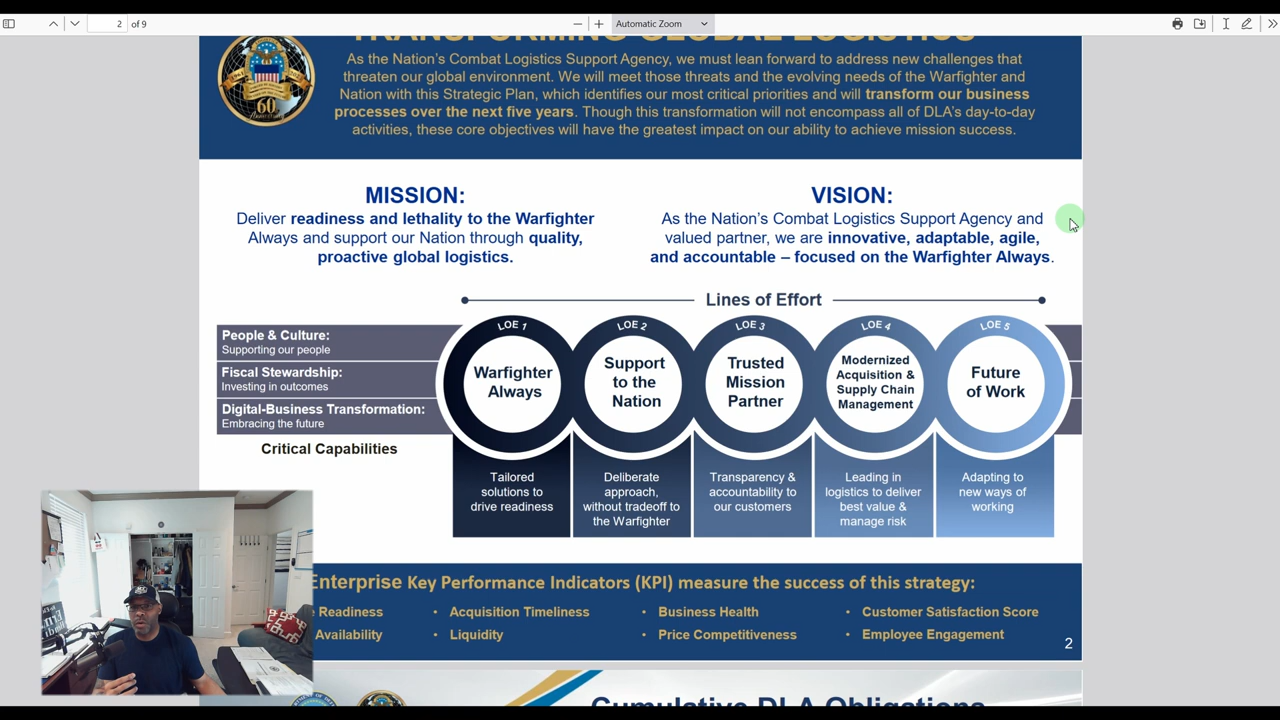 2
of 9
Automatic Zoom
TRANSFORMING GLOBAL LOGISTICS
As the Nation's Combat Logistics Support Agency, we must lean forward to address new challenges that
threaten our global environment. We will meet those threats and the evolving needs of the Warfighter and
Nation with this Strategic Plan, which identifies our most critical priorities and will transform our business
processes over the next five years. Though this transformation will not encompass all of DLA's day-to-day
activities, these core objectives will have the greatest impact on our ability to achieve mission success.
60
MISSION:
Deliver readiness and lethality to the Warfighter
Always and support our Nation through quality,
proactive global logistics.
VISION:
As the Nation's Combat Logistics Support Agency and
valued partner, we are innovative, adaptable, agile,
and accountable – focused on the Warfighter Always.
Lines of Effort
People & Culture:
Supporting our people
Fiscal Stewardship:
Investing in outcomes
Digital-Business Transformation:
Embracing the future
Critical Capabilities
LOE 1
Warfighter
Always
Tailored
solutions to
drive readiness
LOE 2
Support
to the
Nation
Deliberate
approach,
without tradeoff to
the Warfighter
LOE 3
Trusted
Mission
Partner
Transparency &
accountability to
our customers
LOE 4
Modernized
Acquisition &
Supply Chain
Management
Leading in
logistics to deliver
best value &
manage risk
LOE 5
Future
of Work
Adapting to
new ways of
working
Enterprise Key Performance Indicators (KPI) measure the success of this strategy:
Readiness
• Acquisition Timeliness
• Business Health
• Customer Satisfaction Score
Availability
• Liquidity
• Price Competitiveness
• Employee Engagement
2
Cumulative DLA Obligations